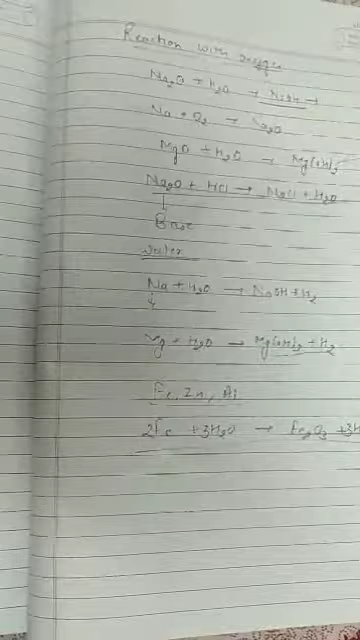 Reaction with oxygen
Na₂O + H₂O → NaOH →
Na + O₂ → Na₂O
MgO + H₂O → Mg(OH)₂
Na₂O + HCl → NaCl + H₂O
Base
water
Na + H₂O → NaOH + H₂
Mg + H₂O → Mg(OH)₂ + H₂
Fe, Zn, Al
2Fe + 3H₂O → Fe₂O₃ + 3H